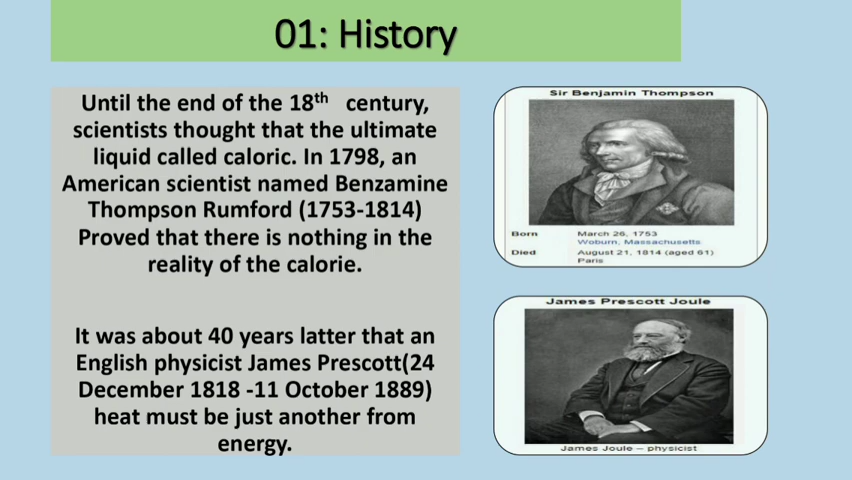 01: History
Until the end of the 18th century,
scientists thought that the ultimate
liquid called caloric. In 1798, an
American scientist named Benzamine
Thompson Rumford (1753-1814)
Proved that there is nothing in the
reality of the calorie.
It was about 40 years latter that an
English physicist James Prescott(24
December 1818 -11 October 1889)
heat must be just another from
energy.
Sir Benjamin Thompson
Born March 26, 1753
Woburn, Massachusetts
Died August 21, 1814 (aged 61)
Paris
James Prescott Joule
James Joule – physicist